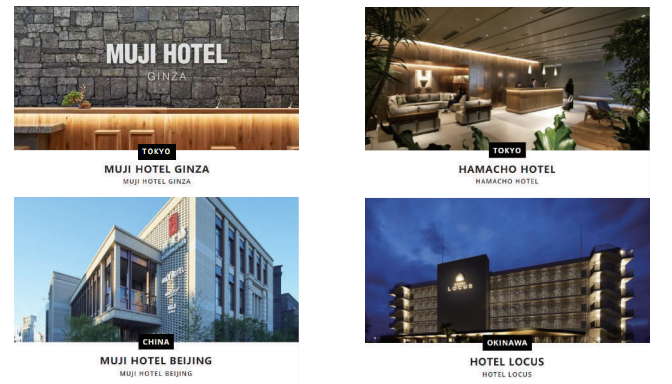 MUJI HOTEL
GINZA
TOKYO
MUJI HOTEL GINZA
MUJI HOTEL GINZA
TOKYO
HAMACHO HOTEL
HAMACHO HOTEL
CHINA
MUJI HOTEL BEIJING
MUJI HOTEL BEIJING
LOCUS
OKINAWA
HOTEL LOCUS
HOTEL LOCUS